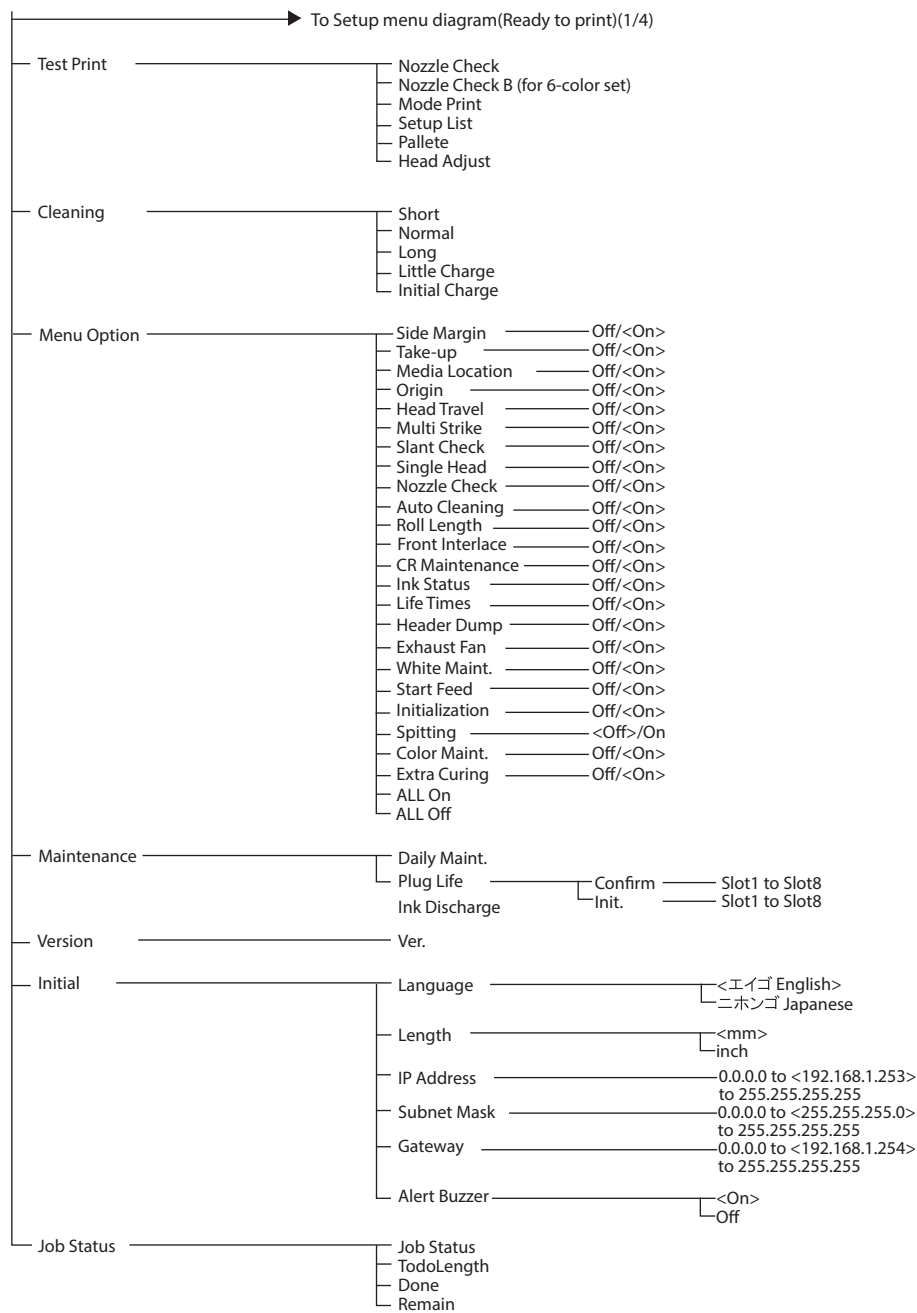 To Setup menu diagram(Ready to print)(1/4)
Test Print
Nozzle Check
Nozzle Check B (for 6-color set)
Mode Print
Setup List
Pallete
Head Adjust
Cleaning
Short
Normal
Long
Little Charge
Initial Charge
Menu Option
Side Margin Off/<On>
Take-up Off/<On>
Media Location Off/<On>
Origin Off/<On>
Head Travel Off/<On>
Multi Strike Off/<On>
Slant Check Off/<On>
Single Head Off/<On>
Nozzle Check Off/<On>
Auto Cleaning Off/<On>
Roll Length Off/<On>
Front Interlace Off/<On>
CR Maintenance Off/<On>
Ink Status Off/<On>
Life Times Off/<On>
Header Dump Off/<On>
Exhaust Fan Off/<On>
White Maint. Off/<On>
Start Feed Off/<On>
Initialization Off/<On>
Spitting <Off>/On
Color Maint. Off/<On>
Extra Curing Off/<On>
ALL On
ALL Off
Maintenance
Daily Maint.
Plug Life Confirm Slot1 to Slot8
Init. Slot1 to Slot8
Ink Discharge
Version Ver.
Initial
Language <エイゴ English>
ニホンゴ Japanese
Length <mm>
inch
IP Address 0.0.0.0 to <192.168.1.253>
to 255.255.255.255
Subnet Mask 0.0.0.0 to <255.255.255.0>
to 255.255.255.255
Gateway 0.0.0.0 to <192.168.1.254>
to 255.255.255.255
Alert Buzzer <On>
Off
Job Status
Job Status
TodoLength
Done
Remain